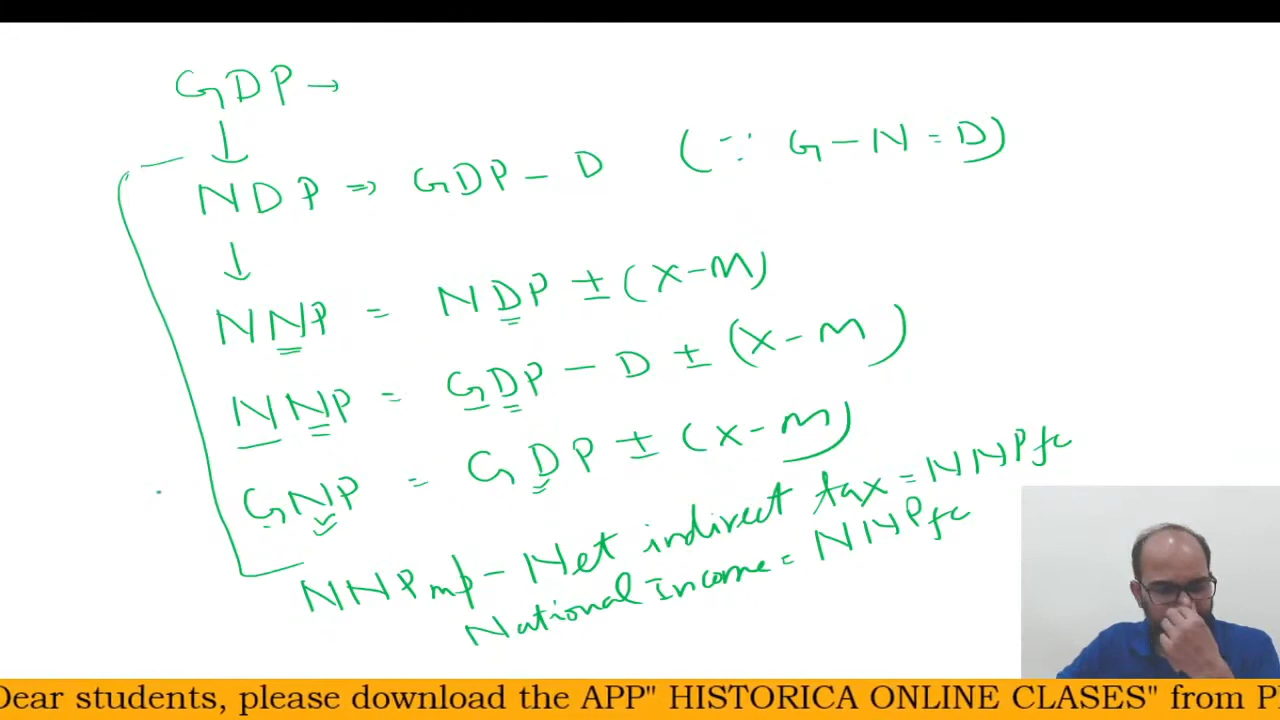 GDP →
↓
NDP ⇒ GDP - D (∵ G - N = D)
↓
NNP = NDP ± (X-M)
NNP = GDP - D ± (X-M)
GNP = GDP ± (X-M)
NNPmp - Net indirect tax = NNPfc
National Income = NNPfc
Dear students, please download the APP" HISTORICA ONLINE CLASES" from P